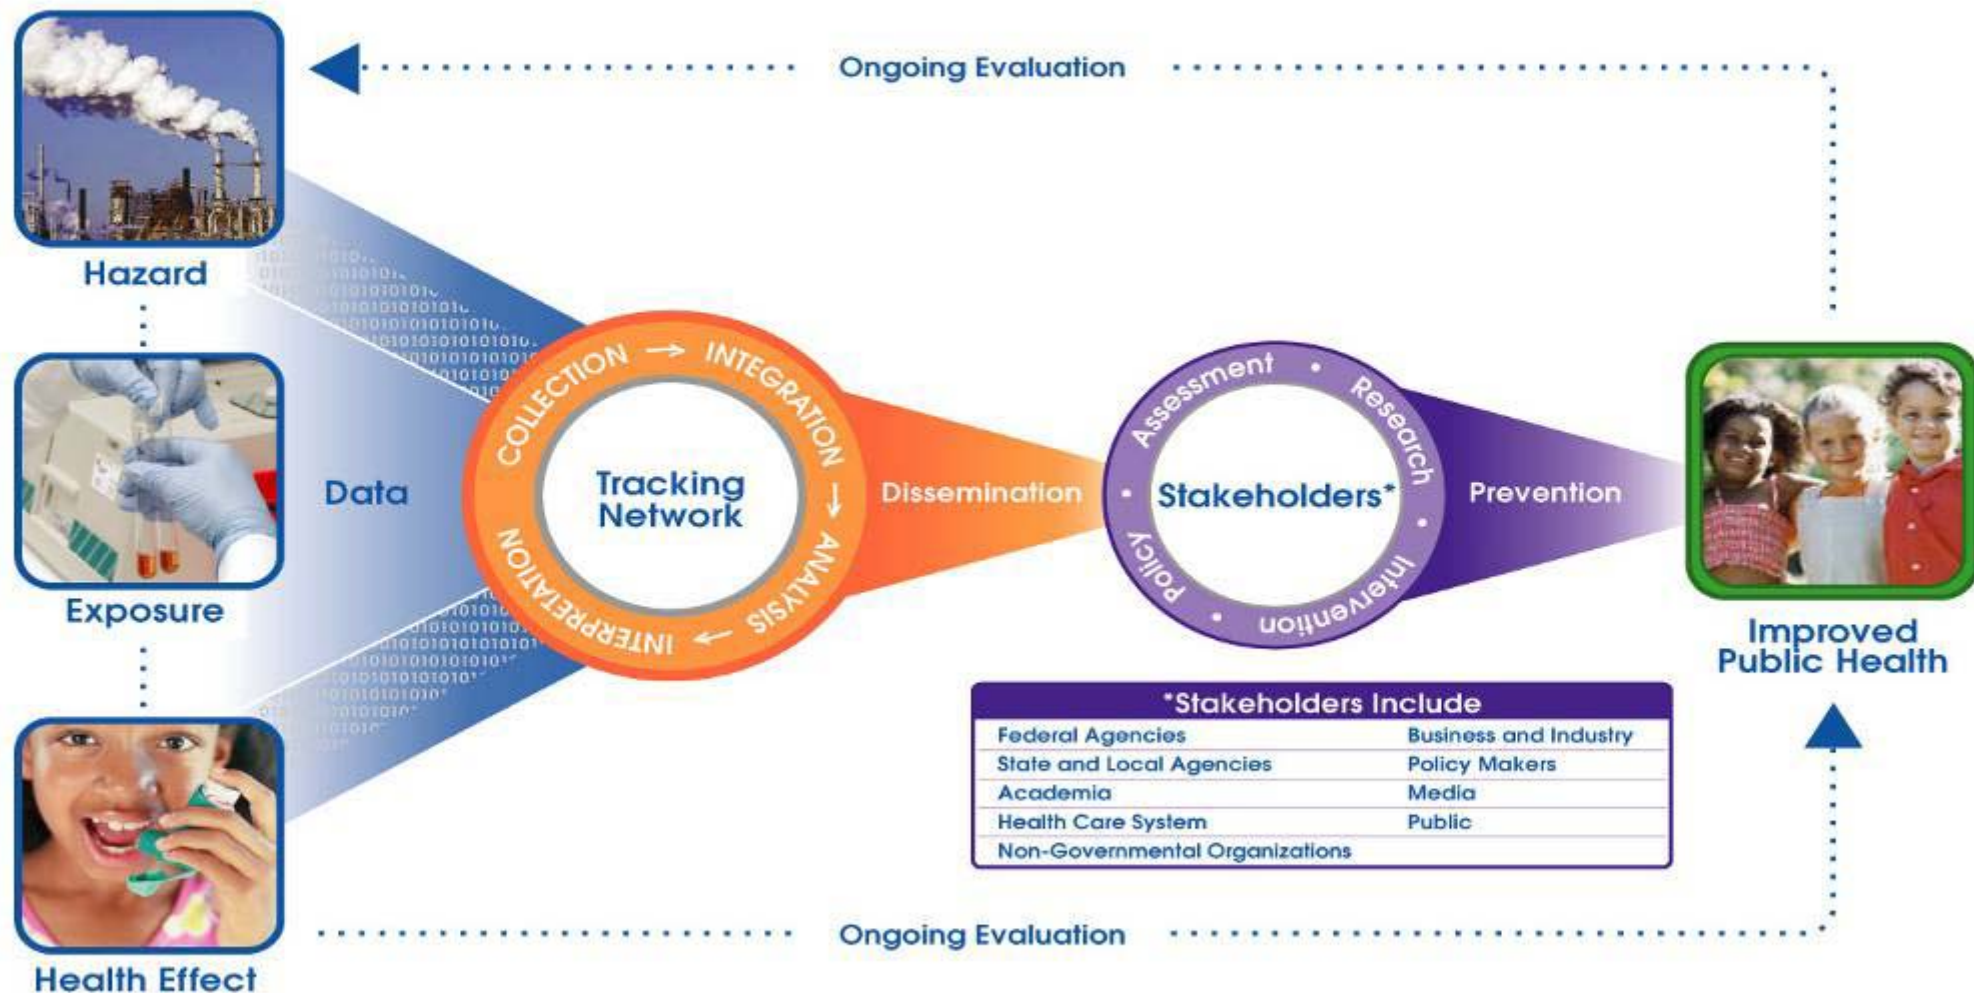 Ongoing Evaluation
Hazard
Exposure
Health Effect
Data
COLLECTION → INTEGRATION → ANALYSIS → INTERPRETATION
Tracking
Network
Dissemination
Assessment • Research • Intervention • Policy •
Stakeholders*
Prevention
Improved
Public Health
*Stakeholders Include
Federal Agencies
Business and Industry
State and Local Agencies
Policy Makers
Academia
Media
Health Care System
Public
Non-Governmental Organizations
Ongoing Evaluation